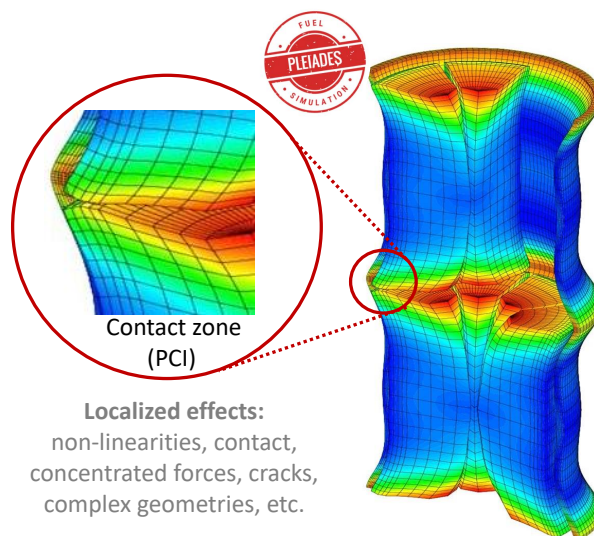 FUEL
PLEIADES
SIMULATION
Contact zone
(PCI)
Localized effects:
non-linearities, contact,
concentrated forces, cracks,
complex geometries, etc.